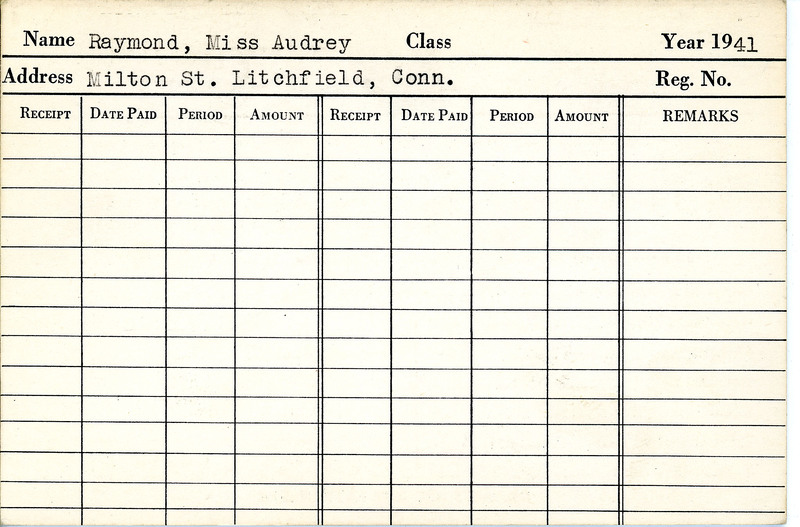 Name Raymond, Miss Audrey Class Year 1941
Address Milton St. Litchfield, Conn. Reg. No.
RECEIPT DATE PAID PERIOD AMOUNT RECEIPT DATE PAID PERIOD AMOUNT REMARKS